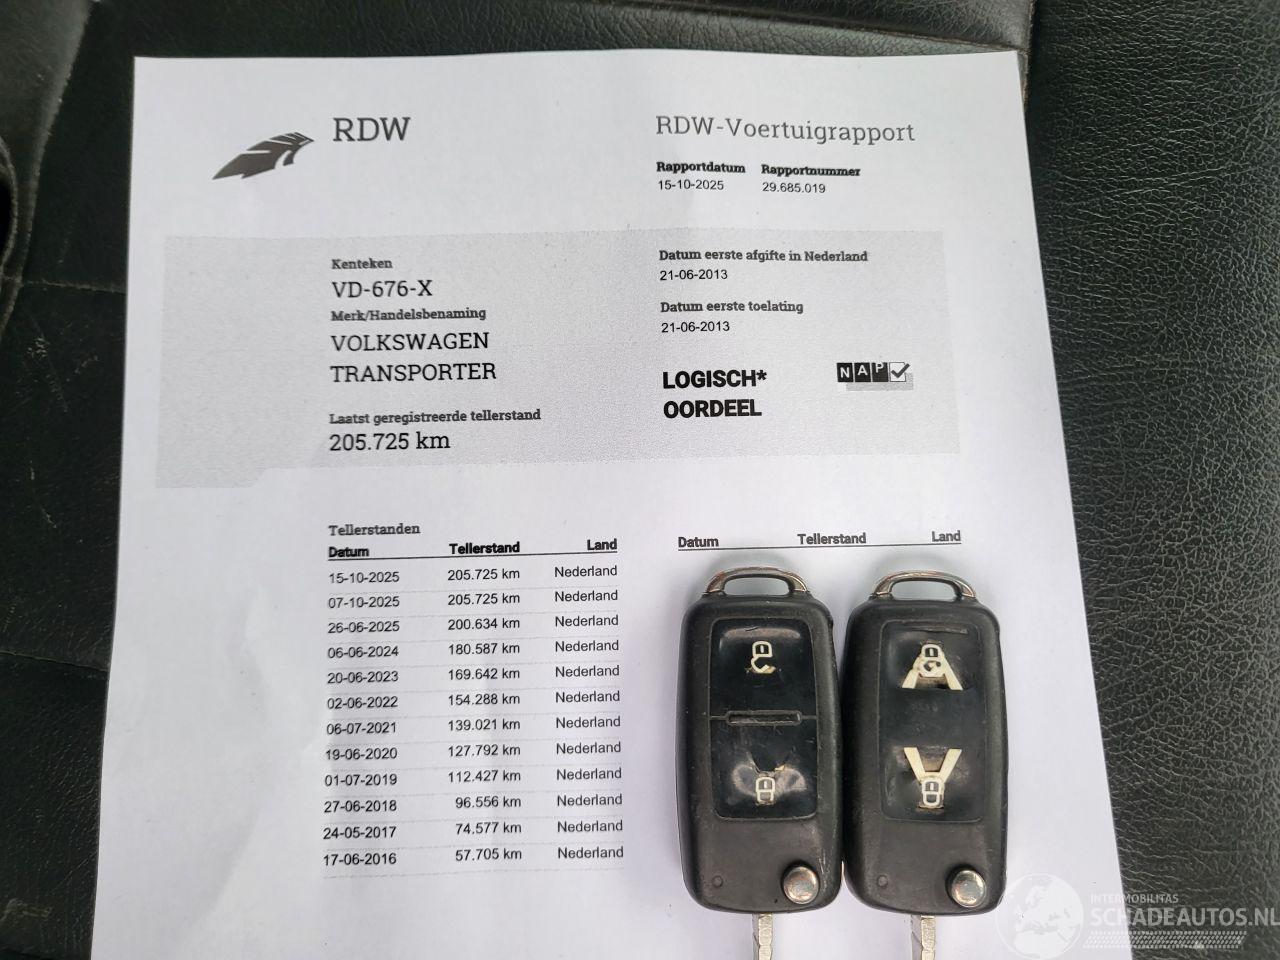 RDW
RDW-Voertuigrapport
Rapportdatum Rapportnummer
15-10-2025 29.685.019
Kenteken
VD-676-X
Merk/Handelsbenaming
VOLKSWAGEN
TRANSPORTER
Laatst geregistreerde tellerstand
205.725 km
Datum eerste afgifte in Nederland
21-06-2013
Datum eerste toelating
21-06-2013
LOGISCH*
OORDEEL
NAP
Tellerstanden
Datum Tellerstand Land
15-10-2025 205.725 km Nederland
07-10-2025 205.725 km Nederland
26-06-2025 200.634 km Nederland
06-06-2024 180.587 km Nederland
20-06-2023 169.642 km Nederland
02-06-2022 154.288 km Nederland
06-07-2021 139.021 km Nederland
19-06-2020 127.792 km Nederland
01-07-2019 112.427 km Nederland
27-06-2018 96.556 km Nederland
24-05-2017 74.577 km Nederland
17-06-2016 57.705 km Nederland
Datum Tellerstand Land
INTERMOBILITAS
SCHADEAUTOS.NL